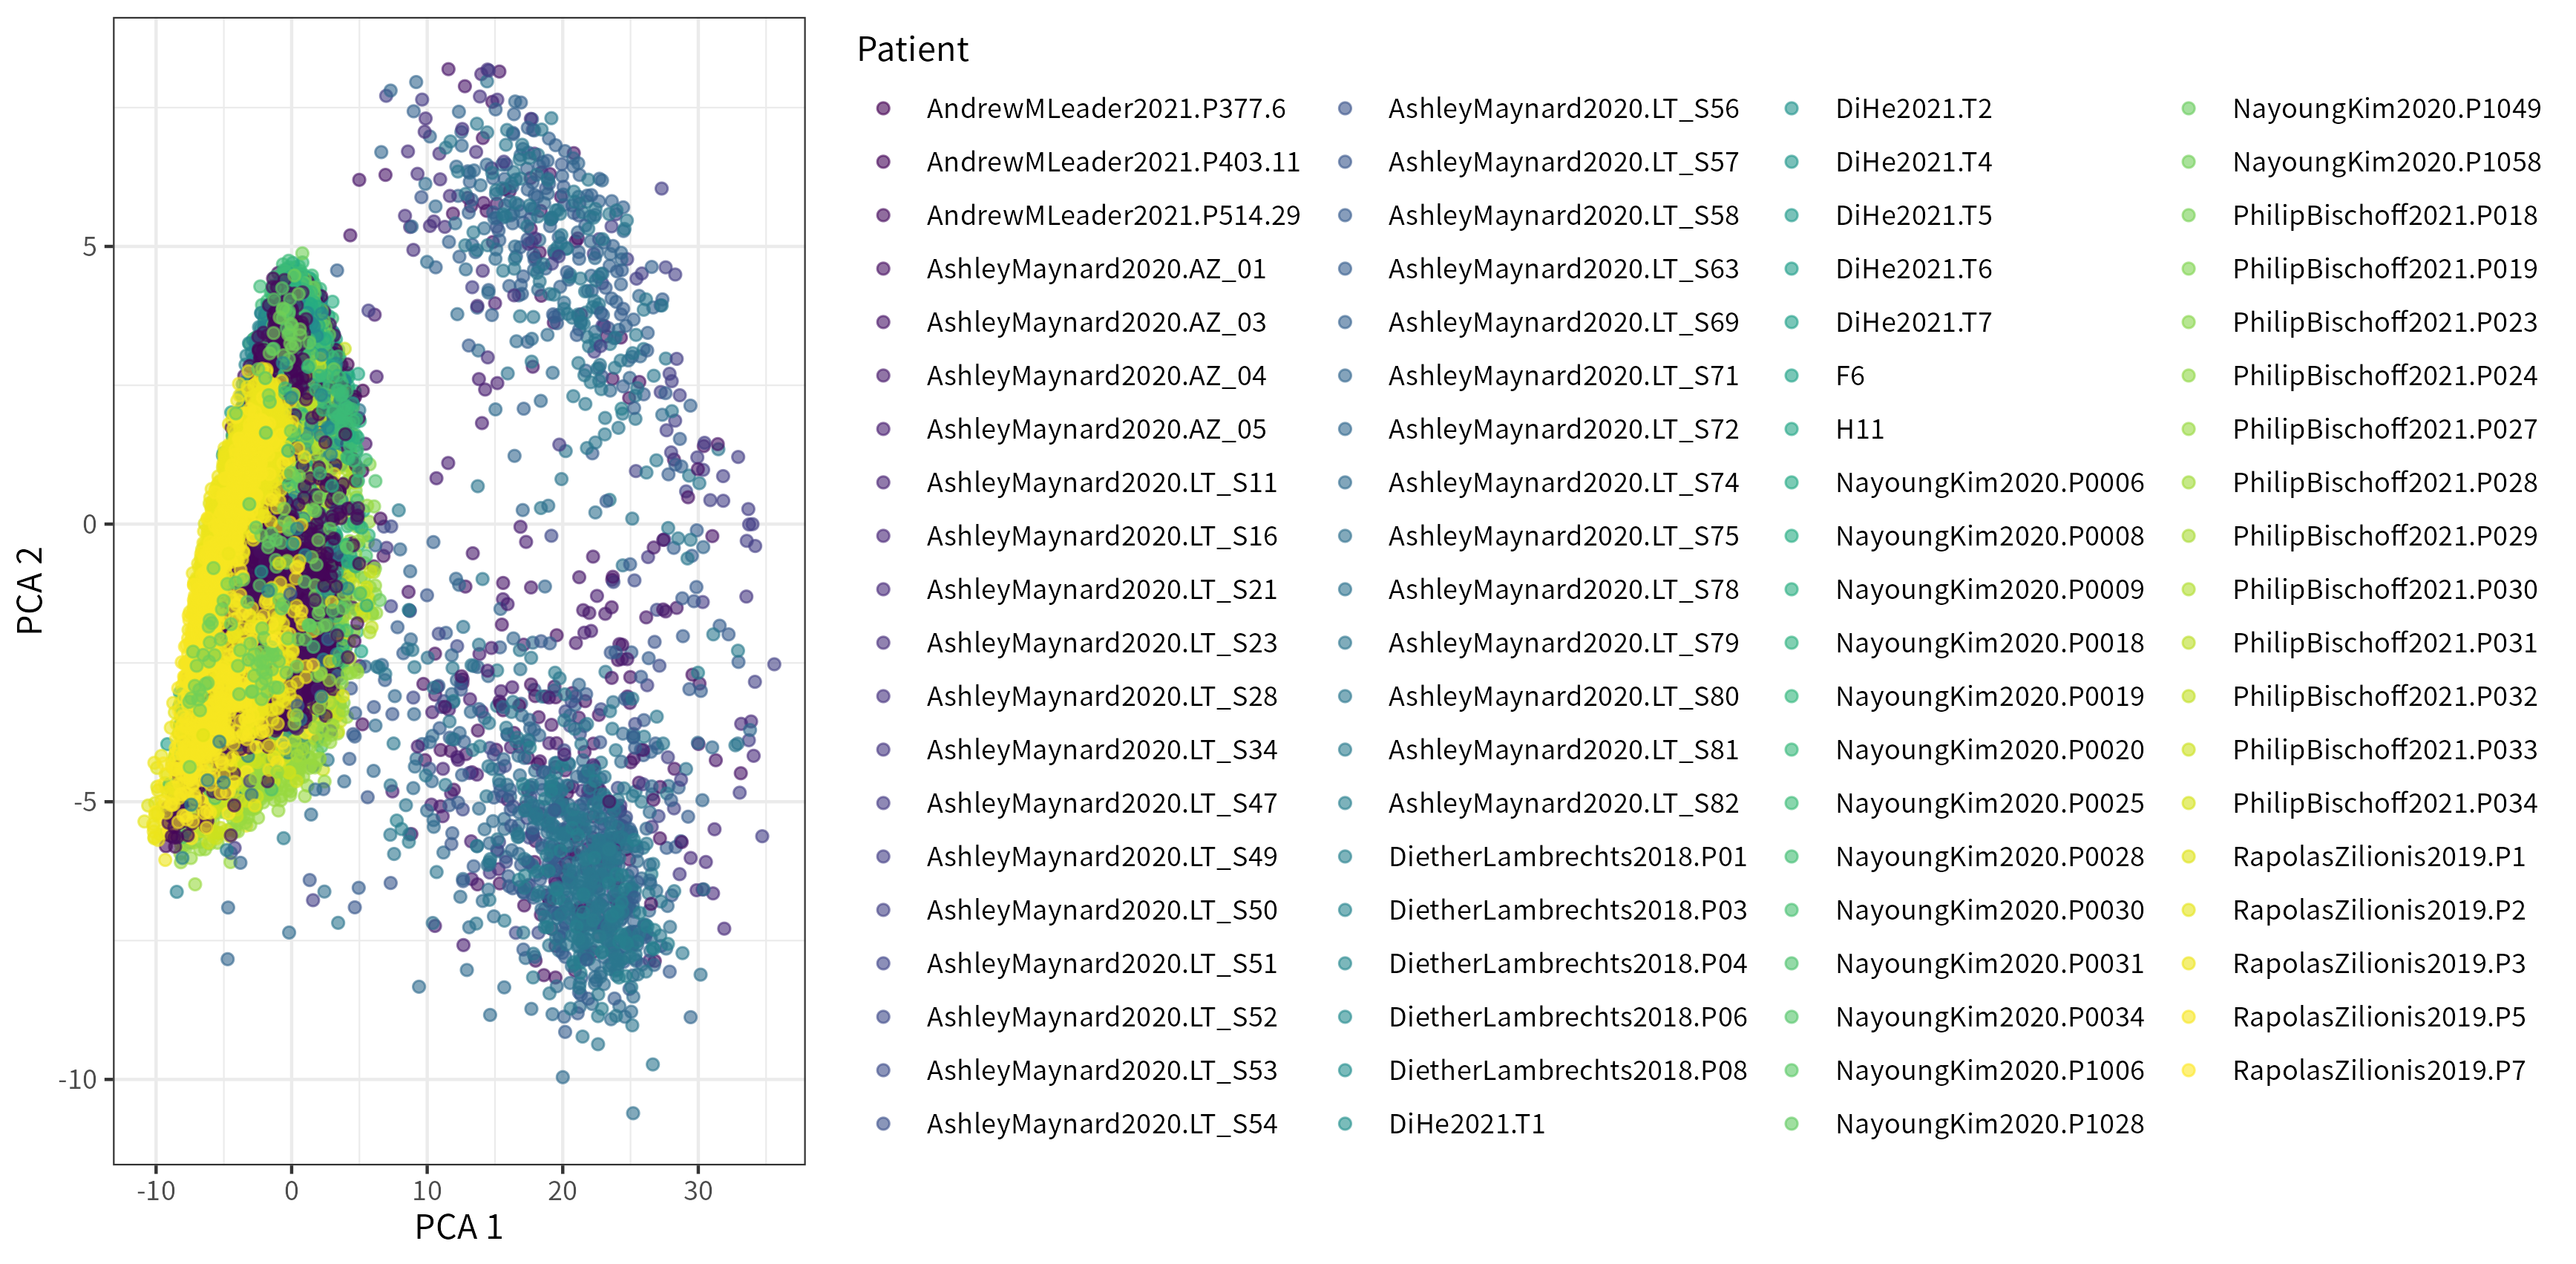 Patient
AndrewMLeader2021.P377.6
AndrewMLeader2021.P403.11
AndrewMLeader2021.P514.29
AshleyMaynard2020.AZ_01
AshleyMaynard2020.AZ_03
AshleyMaynard2020.AZ_04
AshleyMaynard2020.AZ_05
AshleyMaynard2020.LT_S11
AshleyMaynard2020.LT_S16
AshleyMaynard2020.LT_S21
AshleyMaynard2020.LT_S23
AshleyMaynard2020.LT_S28
AshleyMaynard2020.LT_S34
AshleyMaynard2020.LT_S47
AshleyMaynard2020.LT_S49
AshleyMaynard2020.LT_S50
AshleyMaynard2020.LT_S51
AshleyMaynard2020.LT_S52
AshleyMaynard2020.LT_S53
AshleyMaynard2020.LT_S54
AshleyMaynard2020.LT_S56
AshleyMaynard2020.LT_S57
AshleyMaynard2020.LT_S58
AshleyMaynard2020.LT_S63
AshleyMaynard2020.LT_S69
AshleyMaynard2020.LT_S71
AshleyMaynard2020.LT_S72
AshleyMaynard2020.LT_S74
AshleyMaynard2020.LT_S75
AshleyMaynard2020.LT_S78
AshleyMaynard2020.LT_S79
AshleyMaynard2020.LT_S80
AshleyMaynard2020.LT_S81
AshleyMaynard2020.LT_S82
DietherLambrechts2018.P01
DietherLambrechts2018.P03
DietherLambrechts2018.P04
DietherLambrechts2018.P06
DietherLambrechts2018.P08
DiHe2021.T1
DiHe2021.T2
DiHe2021.T4
DiHe2021.T5
DiHe2021.T6
DiHe2021.T7
F6
H11
NayoungKim2020.P0006
NayoungKim2020.P0008
NayoungKim2020.P0009
NayoungKim2020.P0018
NayoungKim2020.P0019
NayoungKim2020.P0020
NayoungKim2020.P0025
NayoungKim2020.P0028
NayoungKim2020.P0030
NayoungKim2020.P0031
NayoungKim2020.P0034
NayoungKim2020.P1006
NayoungKim2020.P1028
NayoungKim2020.P1049
NayoungKim2020.P1058
PhilipBischoff2021.P018
PhilipBischoff2021.P019
PhilipBischoff2021.P023
PhilipBischoff2021.P024
PhilipBischoff2021.P027
PhilipBischoff2021.P028
PhilipBischoff2021.P029
PhilipBischoff2021.P030
PhilipBischoff2021.P031
PhilipBischoff2021.P032
PhilipBischoff2021.P033
PhilipBischoff2021.P034
RapolasZilionis2019.P1
RapolasZilionis2019.P2
RapolasZilionis2019.P3
RapolasZilionis2019.P5
RapolasZilionis2019.P7
PCA 2
5
0
-5
-10
-10 0 10 20 30
PCA 1